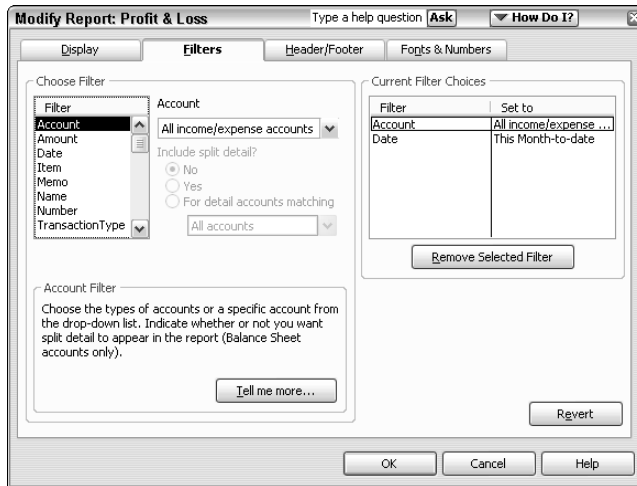 Modify Report: Profit & Loss Type a help question Ask How Do I?
Display Filters Header/Footer Fonts & Numbers
Choose Filter
Filter
Account
Amount
Date
Item
Memo
Name
Number
TransactionType
Account
All income/expense accounts
Include split detail?
No
Yes
For detail accounts matching
All accounts
Account Filter
Choose the types of accounts or a specific account from
the drop-down list. Indicate whether or not you want
split detail to appear in the report (Balance Sheet
accounts only).
Tell me more...
Current Filter Choices
Filter Set to
Account All income/expense ...
Date This Month-to-date
Remove Selected Filter
Revert
OK Cancel Help